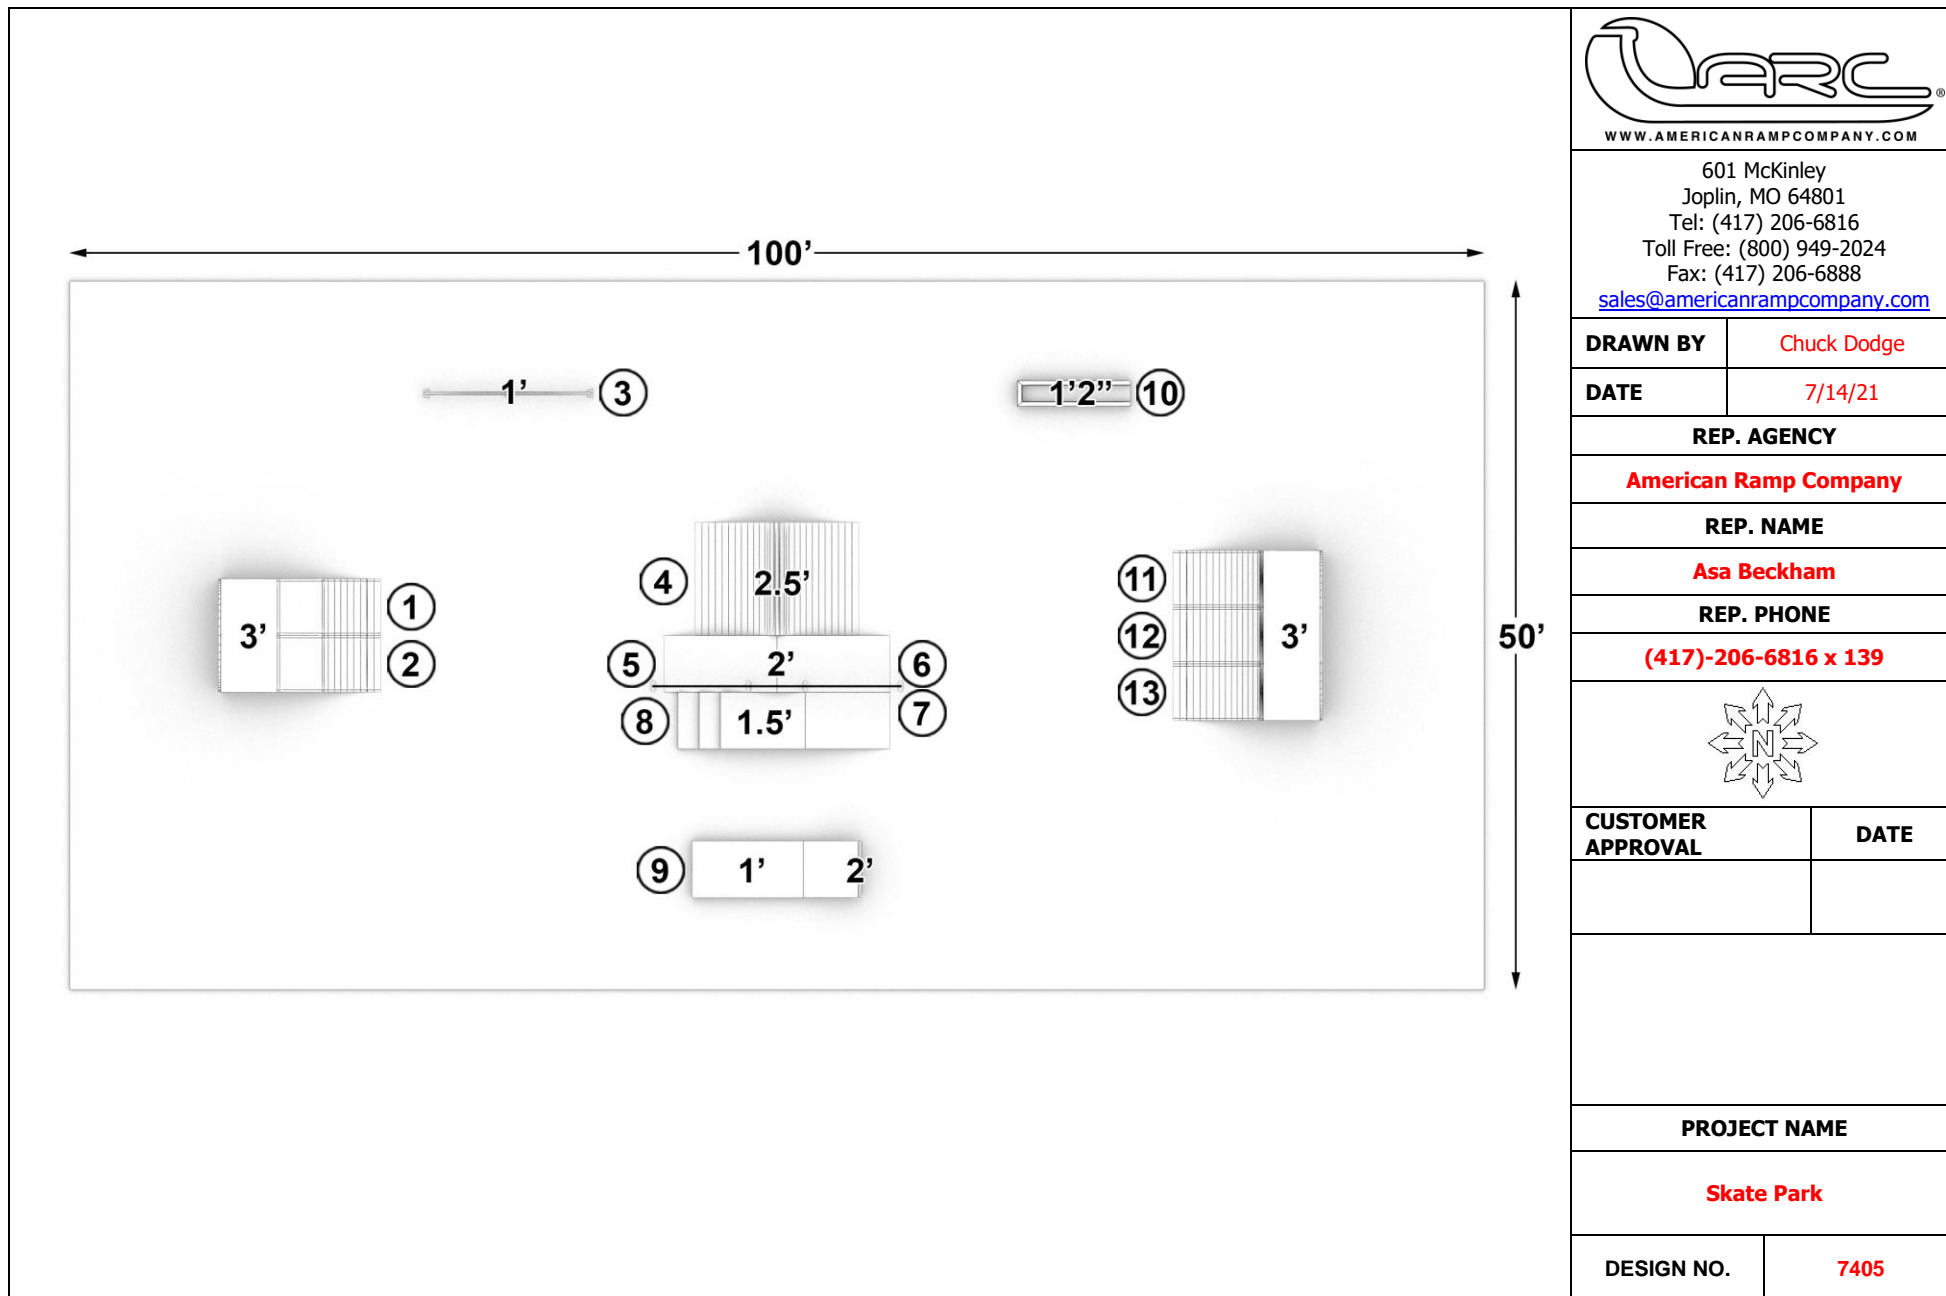 100’
50’
1’
3
1’2”
10
3’
1
2
4
2.5’
5
2’
6
8
1.5’
7
9
1’
2’
11
12
13
3’
ARC®
WWW.AMERICANRAMPCOMPANY.COM
601 McKinley
Joplin, MO 64801
Tel: (417) 206-6816
Toll Free: (800) 949-2024
Fax: (417) 206-6888
sales@americanrampcompany.com
DRAWN BY Chuck Dodge
DATE 7/14/21
REP. AGENCY
American Ramp Company
REP. NAME
Asa Beckham
REP. PHONE
(417)-206-6816 x 139
N
CUSTOMER
APPROVAL
DATE
PROJECT NAME
Skate Park
DESIGN NO. 7405